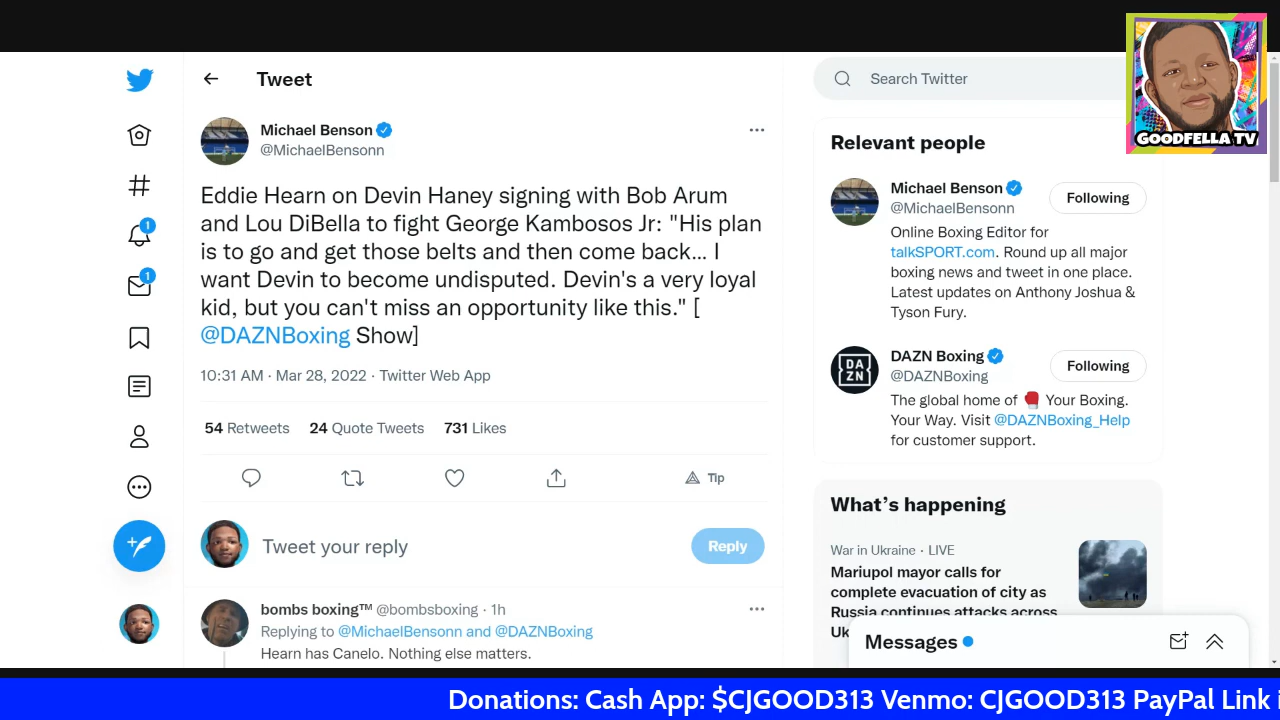 Tweet
Search Twitter
GOODFELLA TV
Michael Benson
@MichaelBensonn
Eddie Hearn on Devin Haney signing with Bob Arum
and Lou DiBella to fight George Kambosos Jr: "His plan
is to go and get those belts and then come back... I
want Devin to become undisputed. Devin's a very loyal
kid, but you can't miss an opportunity like this." [
@DAZNBoxing Show]
10:31 AM · Mar 28, 2022 · Twitter Web App
54 Retweets 24 Quote Tweets 731 Likes
Tip
Tweet your reply
Reply
bombs boxing™ @bombsboxing · 1h
Replying to @MichaelBensonn and @DAZNBoxing
Hearn has Canelo. Nothing else matters.
1
1
Relevant people
Michael Benson
@MichaelBensonn
Following
Online Boxing Editor for
talkSPORT.com. Round up all major
boxing news and tweet in one place.
Latest updates on Anthony Joshua &
Tyson Fury.
DA
ZN
DAZN Boxing
@DAZNBoxing
Following
The global home of 🥊 Your Boxing.
Your Way. Visit @DAZNBoxing_Help
for customer support.
What's happening
War in Ukraine · LIVE
Mariupol mayor calls for
complete evacuation of city as
Russia continues attacks across
Uk
Messages
Donations: Cash App: $CJGOOD313 Venmo: CJGOOD313 PayPal Link i